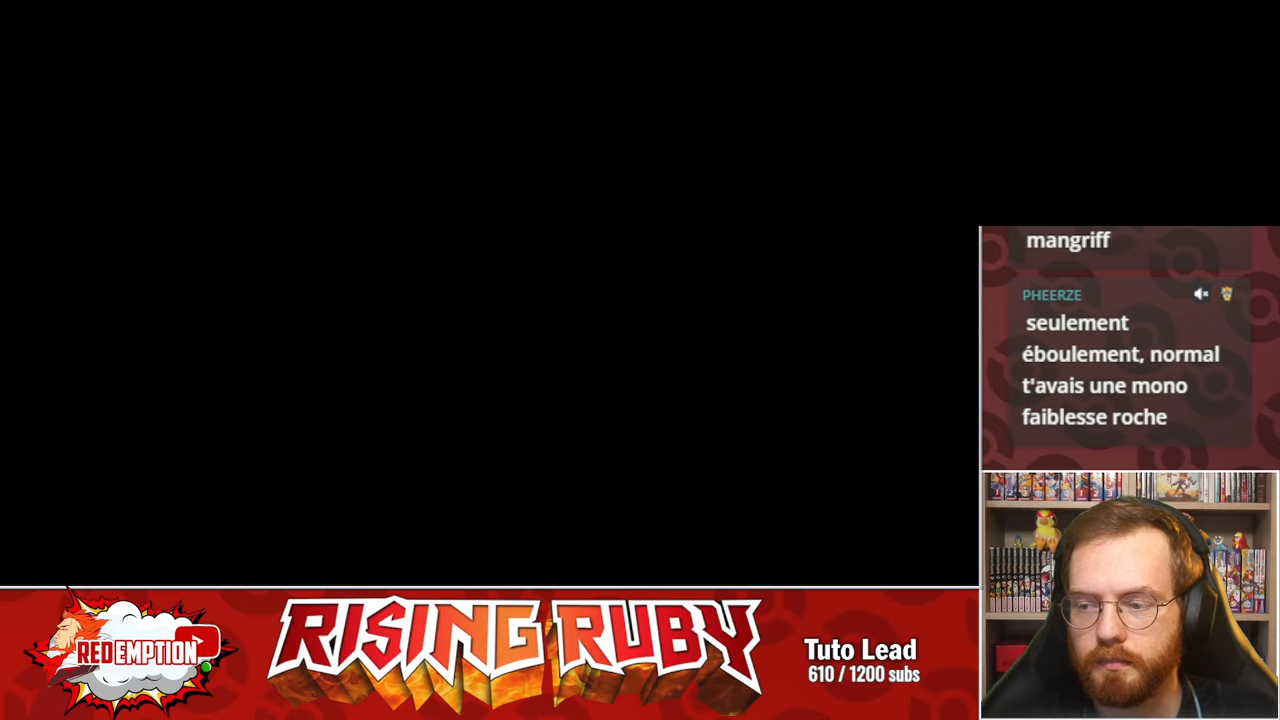 mangriff
PHEERZE
seulement
éboulement, normal
t'avais une mono
faiblesse roche
REDEMPTION
RISING RUBY
Tuto Lead
610 / 1200 subs